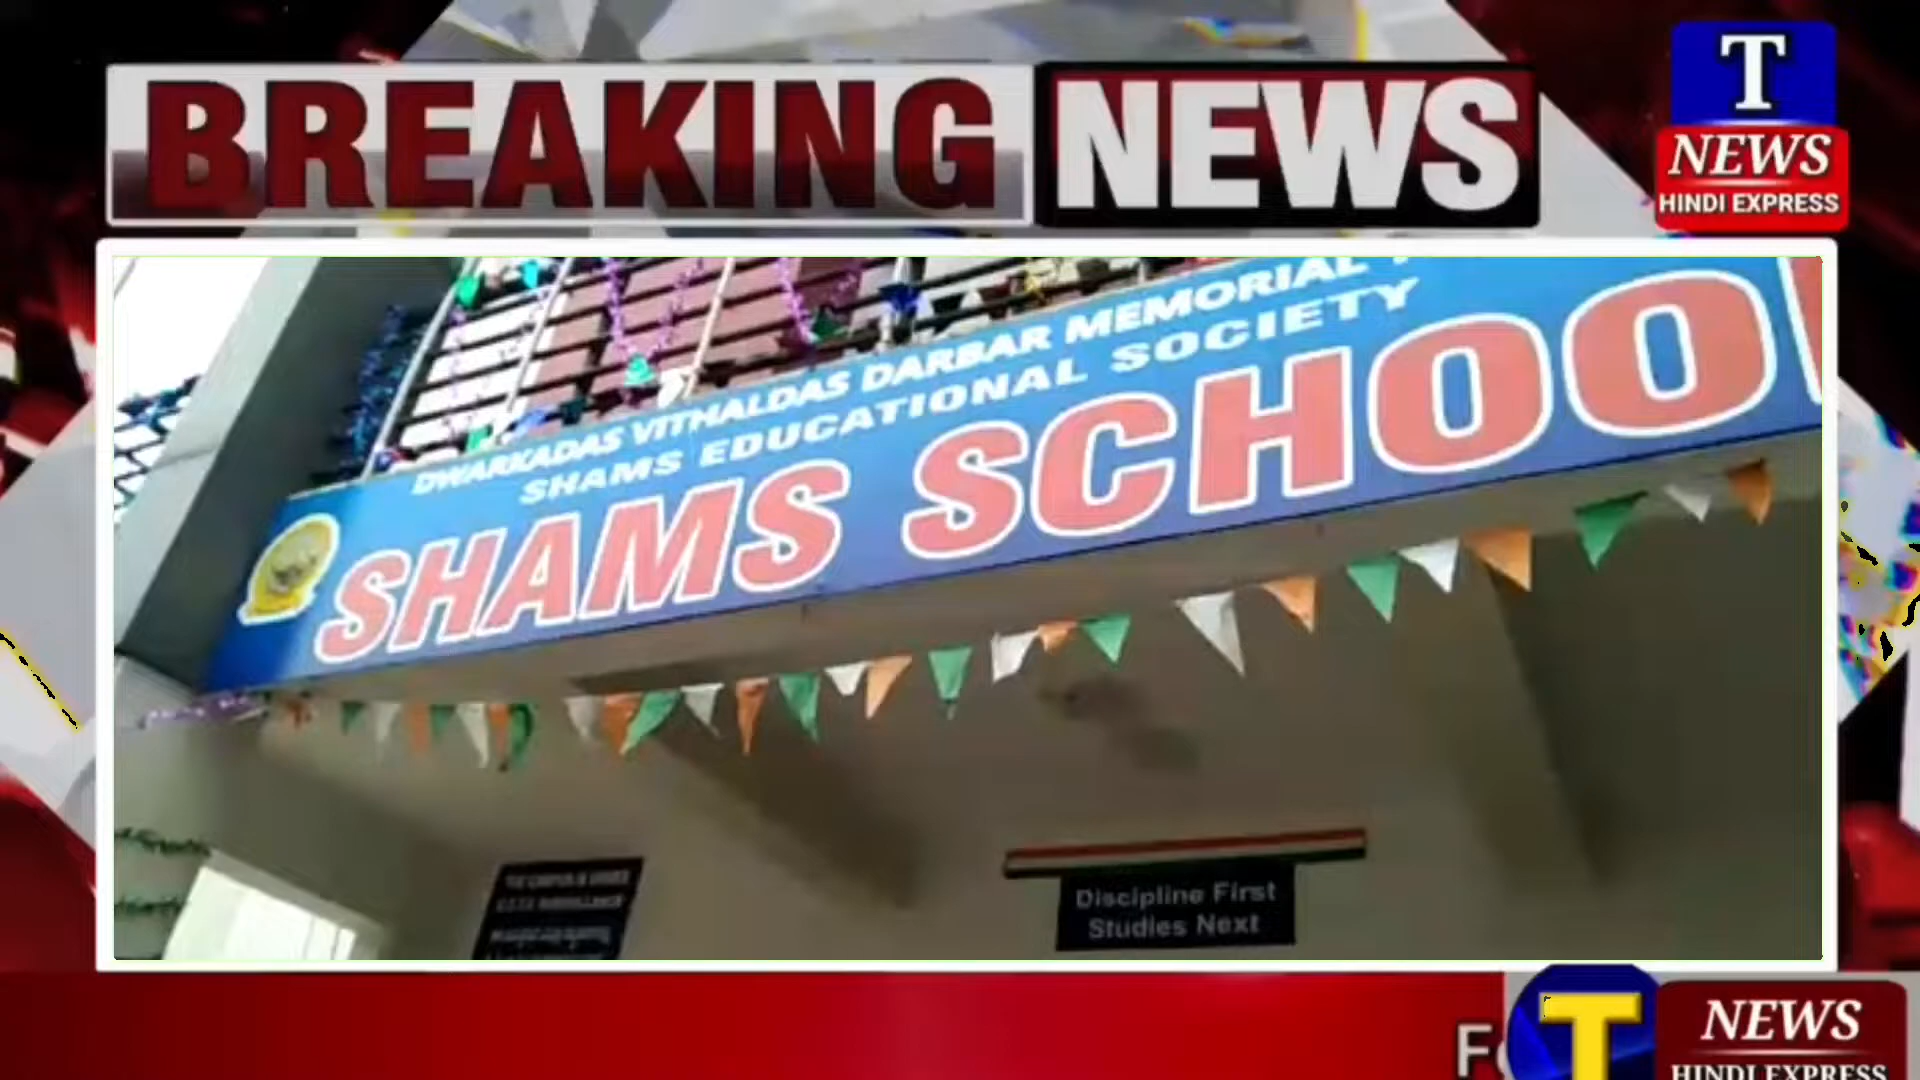 BREAKING NEWS
T
NEWS
HINDI EXPRESS
DWARKADAS VITHALDAS DARBAR MEMORIAL
SHAMS EDUCATIONAL SOCIETY
SHAMS SCHOO
Discipline First
Studies Next
F
T
NEWS
HINDI EXPRESS